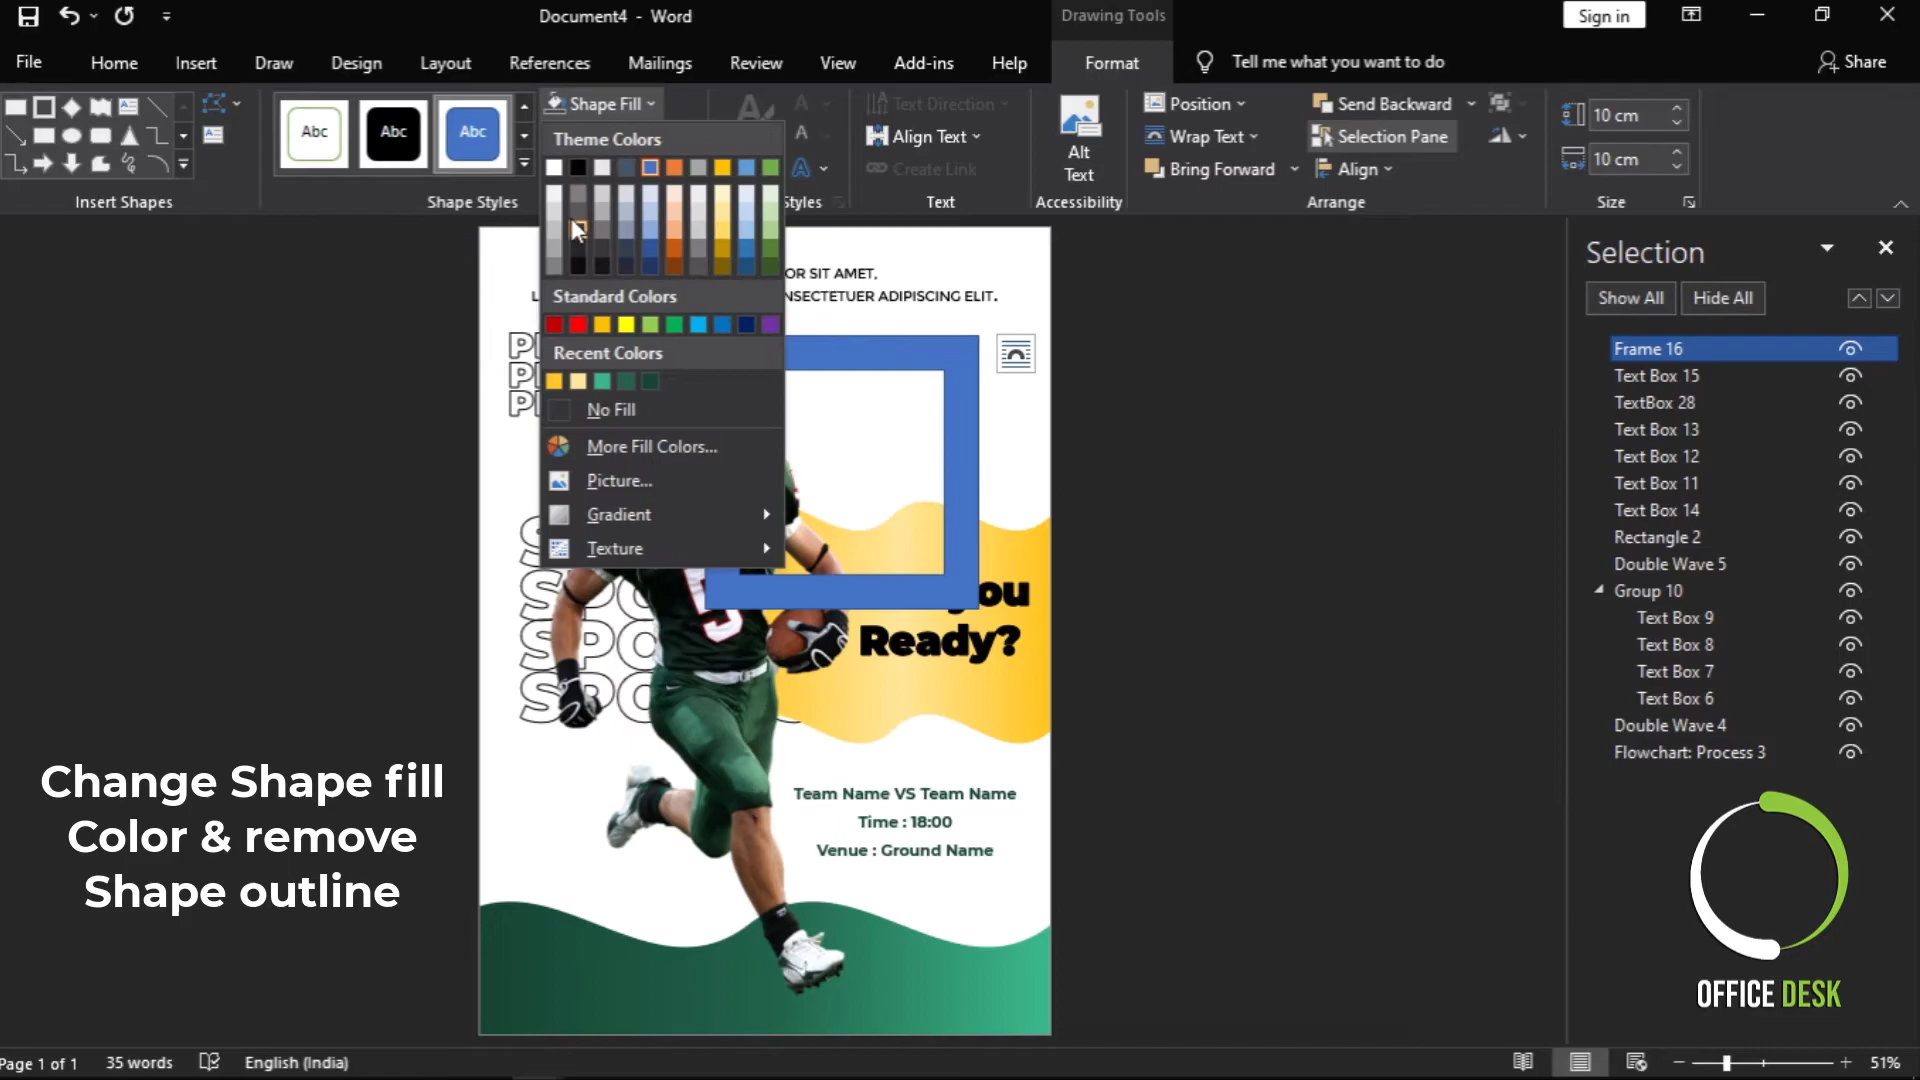 Document4 - Word
Drawing Tools
Sign in
File
Home
Insert
Draw
Design
Layout
References
Mailings
Review
View
Add-ins
Help
Format
Tell me what you want to do
Share
Abc
Abc
Abc
Shape Fill
Text Direction
Align Text
Create Link
Alt
Text
Position
Wrap Text
Bring Forward
Send Backward
Selection Pane
Align
10 cm
10 cm
Insert Shapes
Shape Styles
Styles
Text
Accessibility
Arrange
Size
Theme Colors
Standard Colors
Recent Colors
No Fill
More Fill Colors...
Picture...
Gradient
Texture
OR SIT AMET,
NSECTETUER ADIPISCING ELIT.
SPO
SPO
SPO
you
Ready?
Team Name VS Team Name
Time : 18:00
Venue : Ground Name
5
Change Shape fill
Color & remove
Shape outline
Selection
Show All
Hide All
Frame 16
Text Box 15
TextBox 28
Text Box 13
Text Box 12
Text Box 11
Text Box 14
Rectangle 2
Double Wave 5
Group 10
Text Box 9
Text Box 8
Text Box 7
Text Box 6
Double Wave 4
Flowchart: Process 3
OFFICE DESK
Page 1 of 1
35 words
English (India)
51%